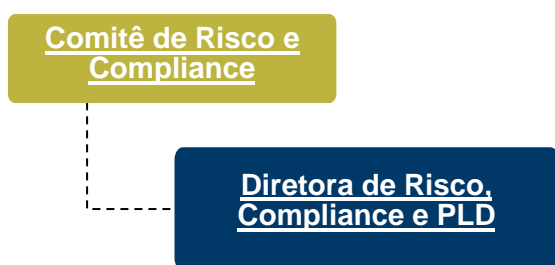 Comitê de Risco e
Compliance
Diretora de Risco,
Compliance e PLD